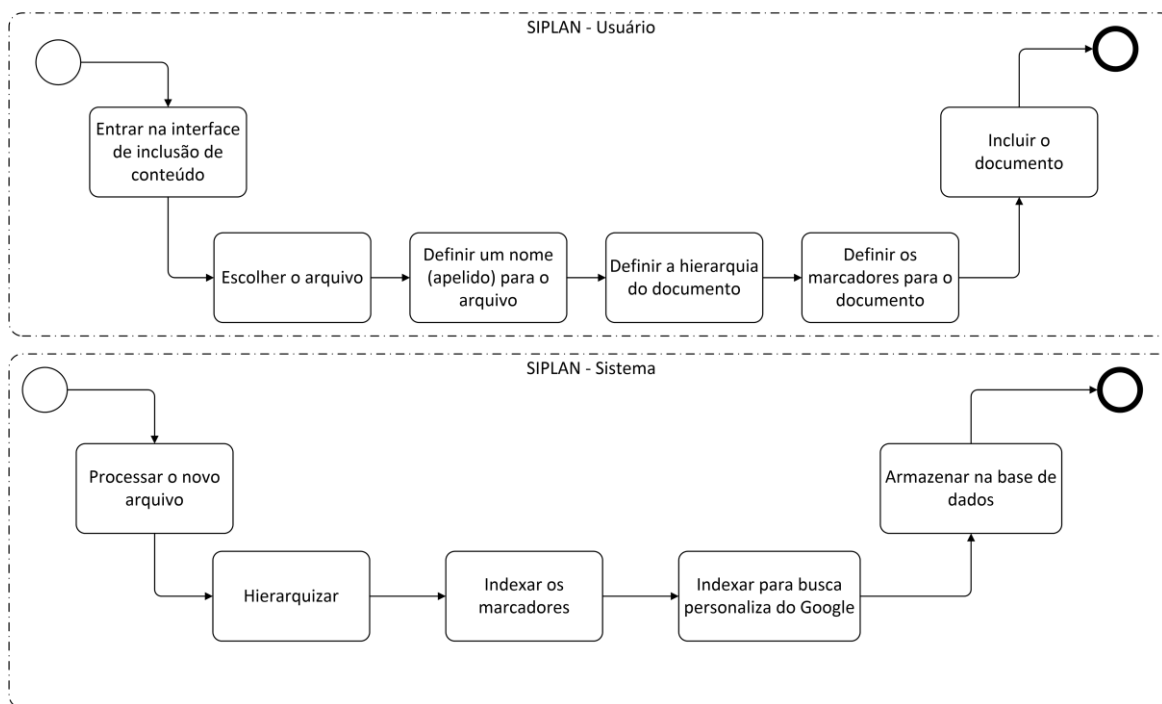 SIPLAN - Usuário
Entrar na interface
de inclusão de
conteúdo
Escolher o arquivo
Definir um nome
(apelido) para o
arquivo
Definir a hierarquia
do documento
Definir os
marcadores para o
documento
Incluir o
documento
SIPLAN - Sistema
Processar o novo
arquivo
Hierarquizar
Indexar os
marcadores
Indexar para busca
personaliza do Google
Armazenar na base de
dados